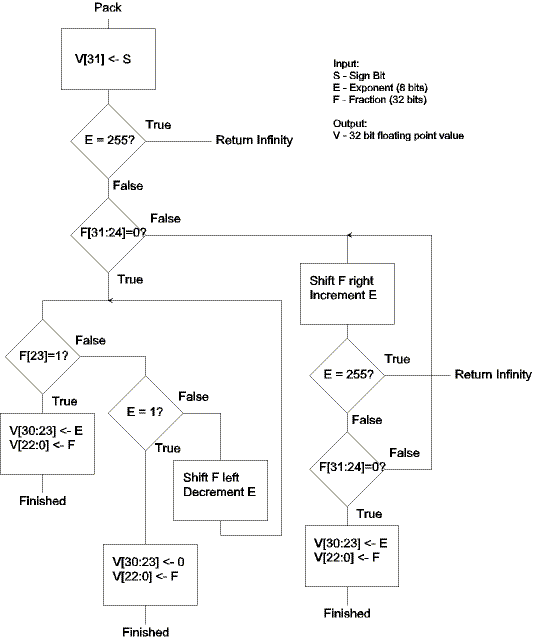 Pack
V[31] <- S
Input:
S - Sign Bit
E - Exponent (8 bits)
F - Fraction (32 bits)
Output:
V - 32 bit floating point value
E = 255?
True
Return Infinity
False
F[31:24]=0?
False
True
Shift F right
Increment E
F[23]=1?
False
True
E = 255?
True
Return Infinity
False
E = 1?
False
True
V[30:23] <- E
V[22:0] <- F
Finished
Shift F left
Decrement E
F[31:24]=0?
False
True
V[30:23] <- 0
V[22:0] <- F
Finished
V[30:23] <- E
V[22:0] <- F
Finished